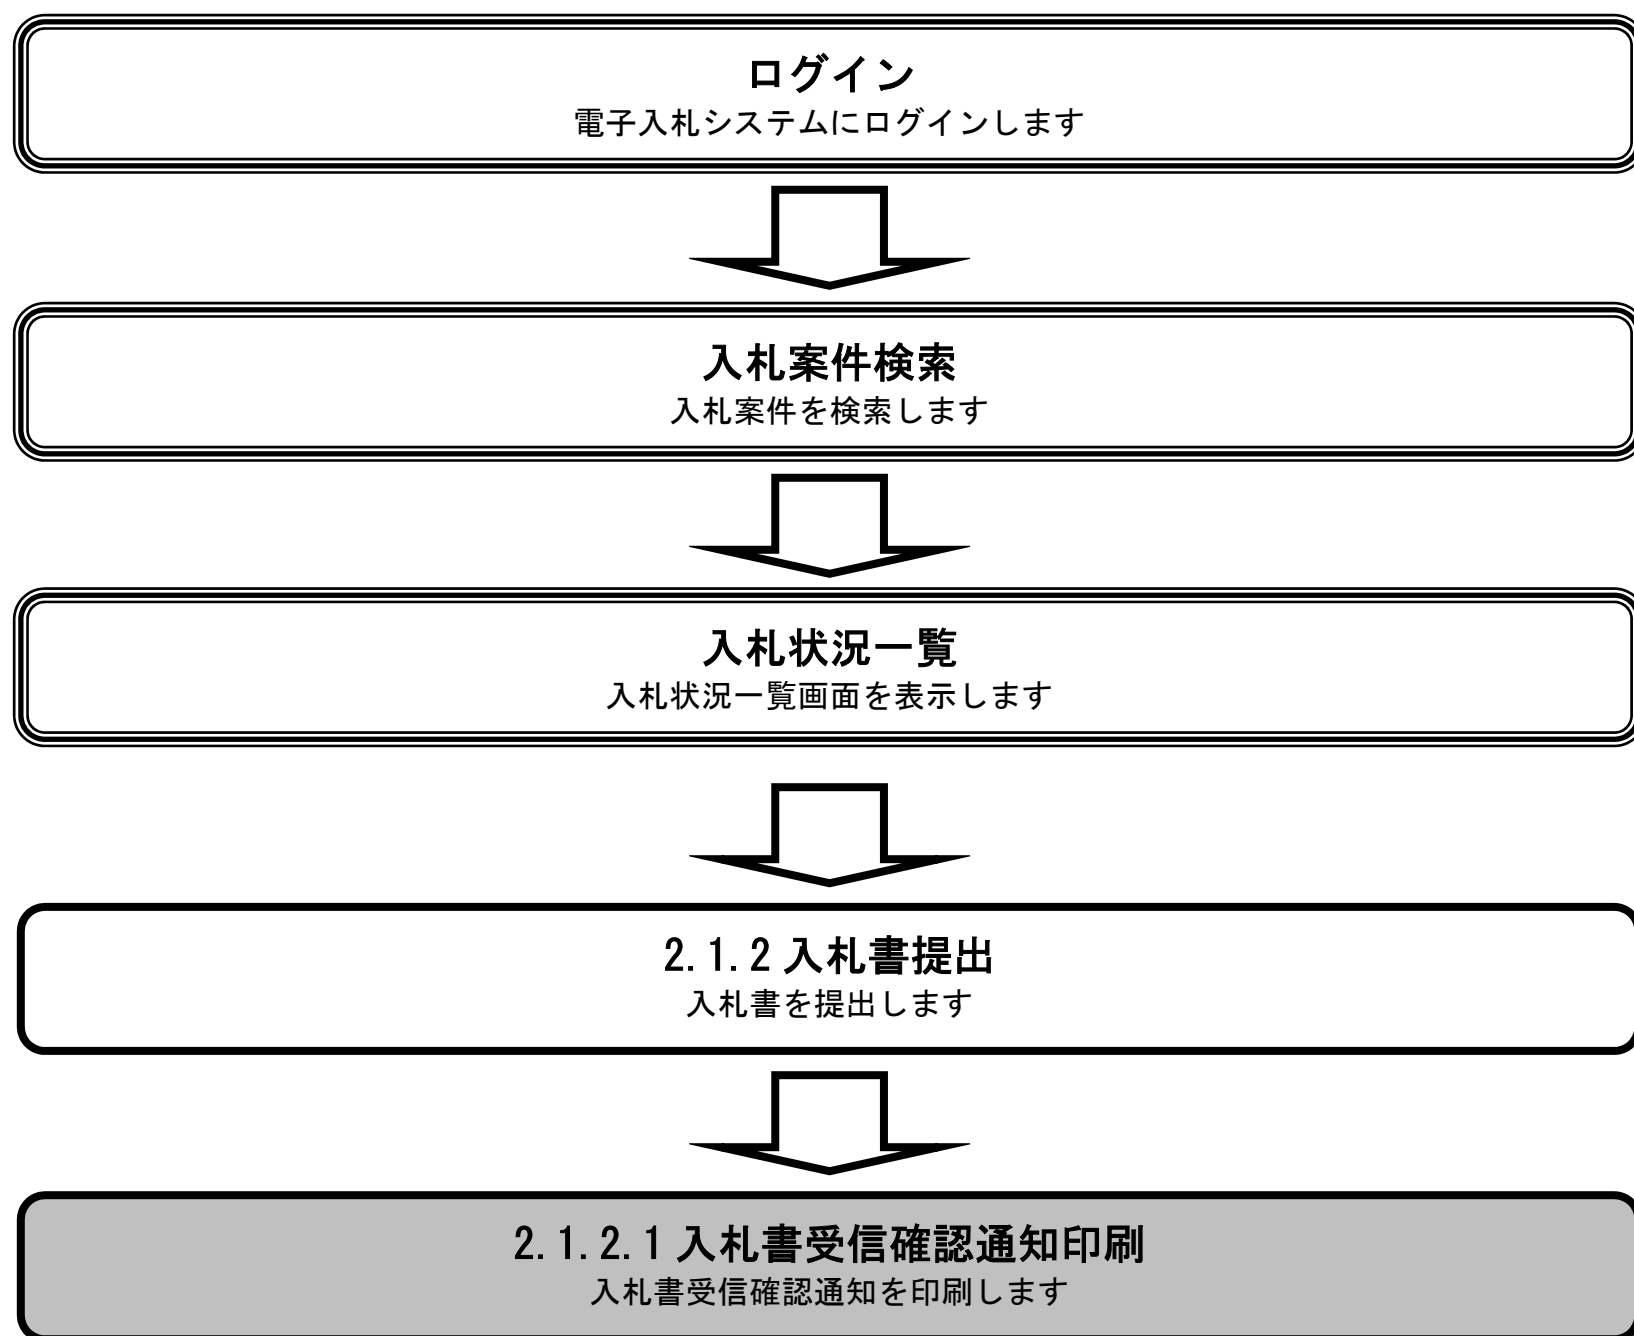 ログイン
電子入札システムにログインします
入札案件検索
入札案件を検索します
入札状況一覧
入札状況一覧画面を表示します
2.1.2 入札書提出
入札書を提出します
2.1.2.1 入札書受信確認通知印刷
入札書受信確認通知を印刷します